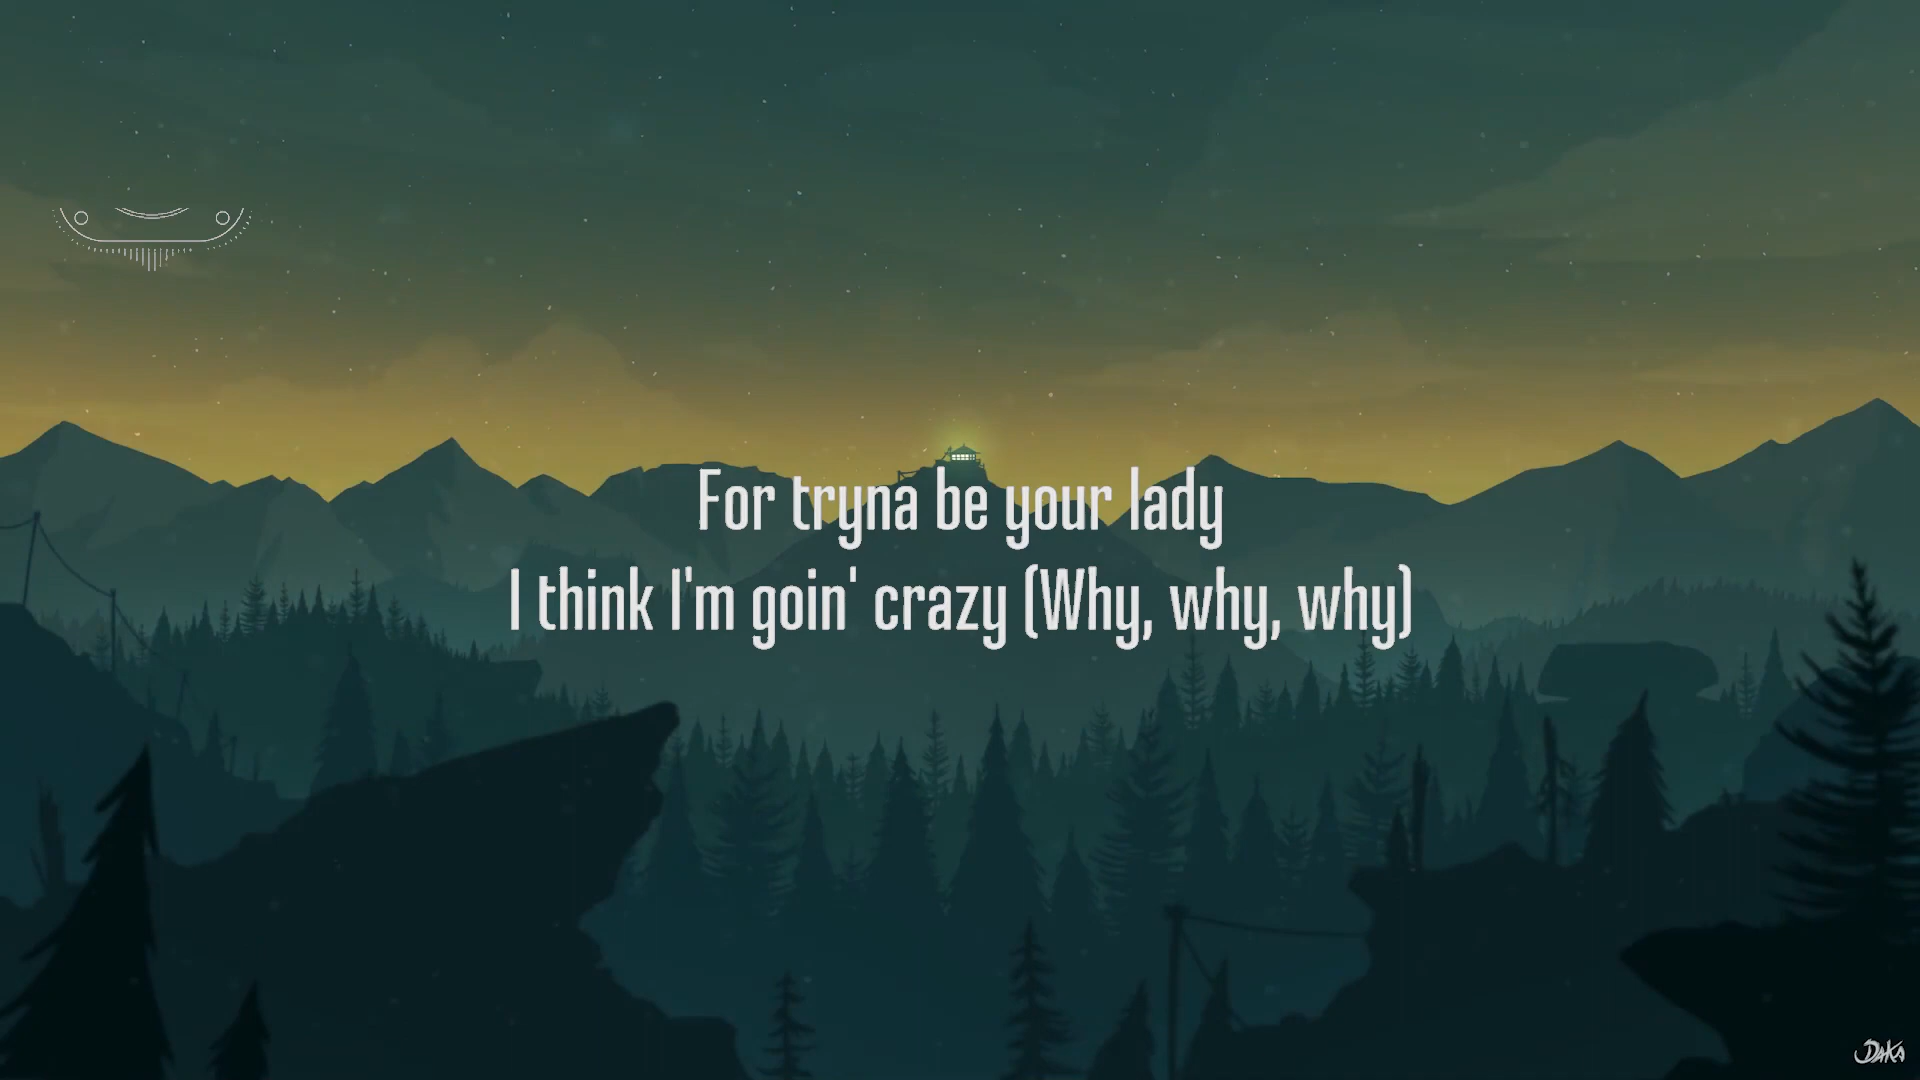 For tryna be your lady
I think I'm goin' crazy (Why, why, why)
DAKA